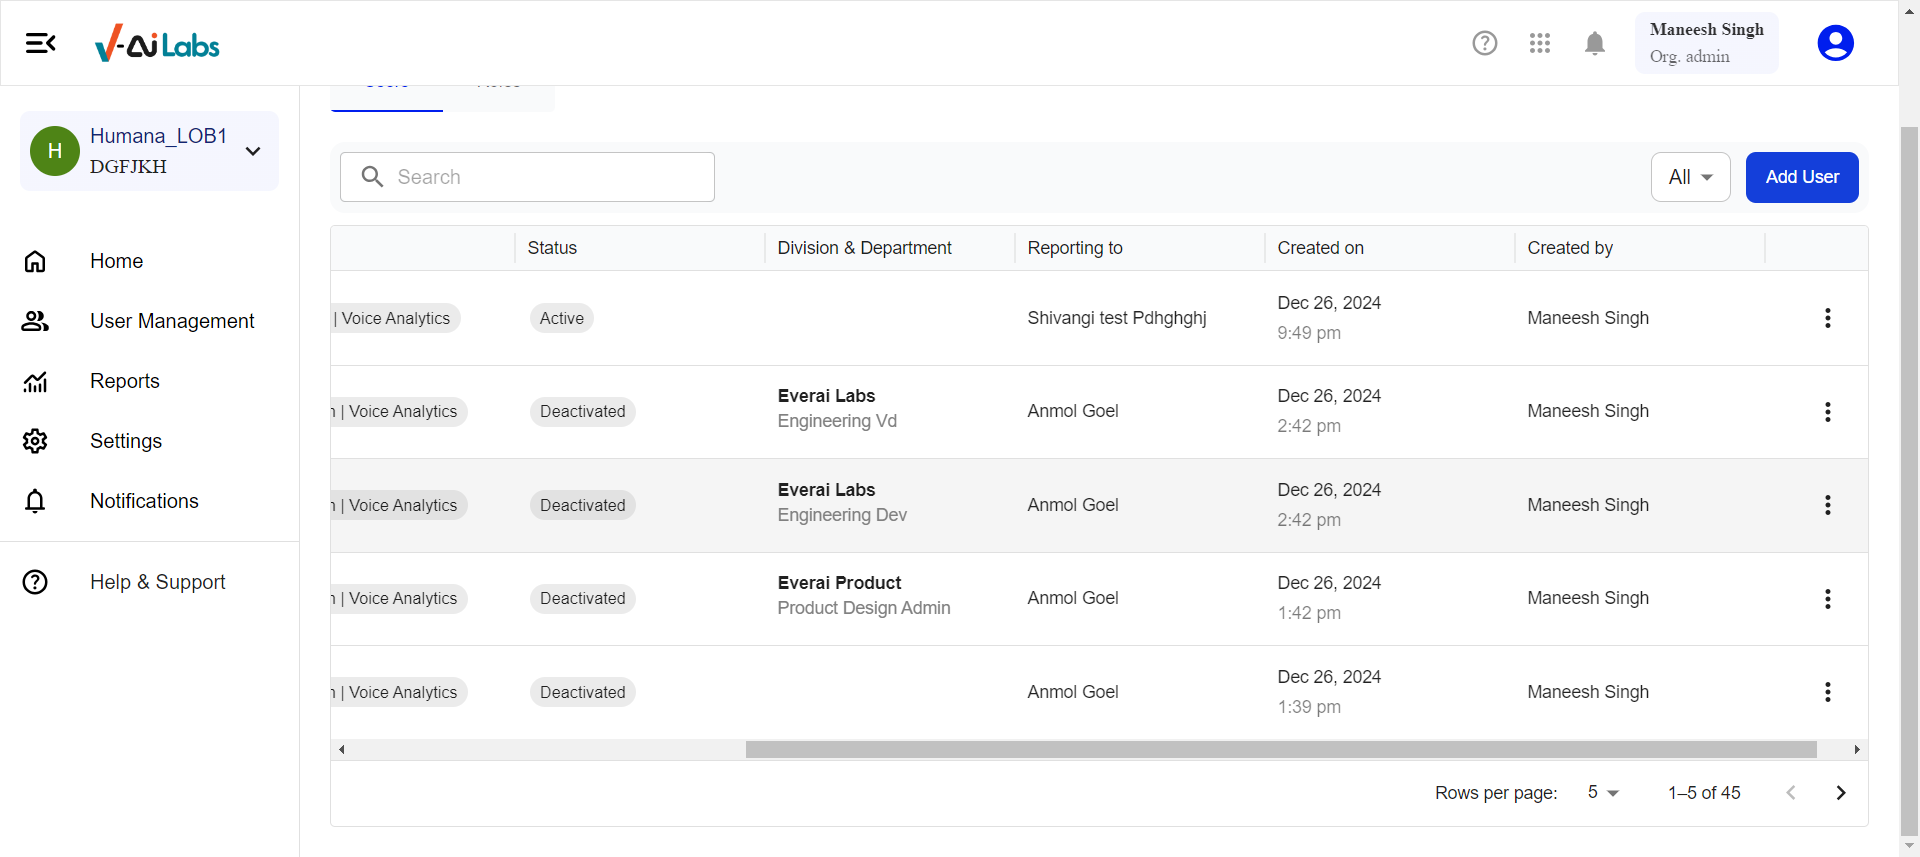 V-Ai Labs
Maneesh Singh
Org. admin
H
Humana_LOB1
DGFJKH
Home
User Management
Reports
Settings
Notifications
Help & Support
Search
All
Add User
Status Division & Department Reporting to Created on Created by
| Voice Analytics Active Shivangi test Pdhghghj Dec 26, 2024 Maneesh Singh
9:49 pm
| Voice Analytics Deactivated Everai Labs Anmol Goel Dec 26, 2024 Maneesh Singh
Engineering Vd 2:42 pm
| Voice Analytics Deactivated Everai Labs Anmol Goel Dec 26, 2024 Maneesh Singh
Engineering Dev 2:42 pm
| Voice Analytics Deactivated Everai Product Anmol Goel Dec 26, 2024 Maneesh Singh
Product Design Admin 1:42 pm
| Voice Analytics Deactivated Anmol Goel Dec 26, 2024 Maneesh Singh
1:39 pm
Rows per page: 5 1–5 of 45